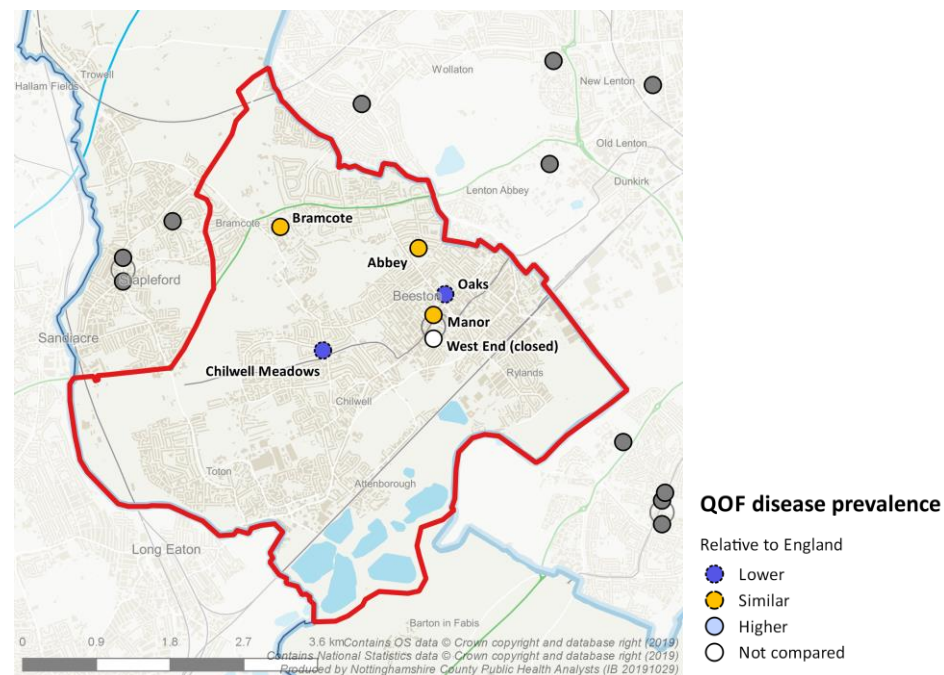 Wollaton
Trowell
Hallam Fields
New Lenton
Old Lenton
Dunkirk
Lenton Abbey
Bramcote
Bramcote
Abbey
Stapleford
Oaks
Beeston
Manor
Sandiacre
West End (closed)
Chilwell Meadows
Rylands
Chilwell
Toton
Attenborough
Long Eaton
Barton in Fabis
0 0.9 1.8 2.7 3.6 km
Contains OS data © Crown copyright and database right (2019)
Contains National Statistics data © Crown copyright and database right (2019)
Produced by Nottinghamshire County Public Health Analysts (IB 20191029)
QOF disease prevalence
Relative to England
Lower
Similar
Higher
Not compared